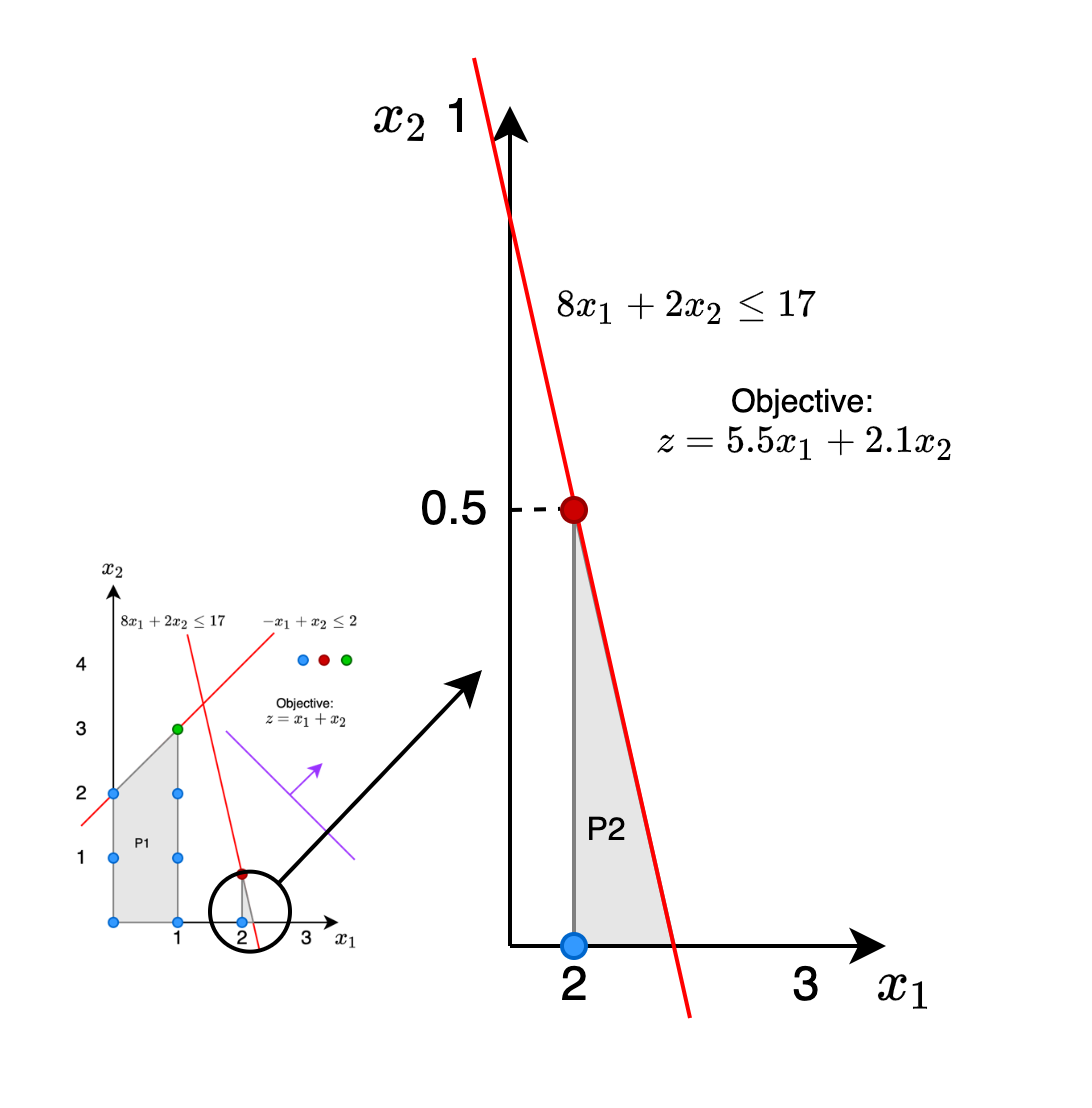 x₂ 1
8x₁ + 2x₂ ≤ 17
Objective:
z = 5.5x₁ + 2.1x₂
0.5
P2
2 3 x₁
x₂
8x₁ + 2x₂ ≤ 17 −x₁ + x₂ ≤ 2
4
Objective:
z = x₁ + x₂
3
2
P1
1
1 2 3 x₁